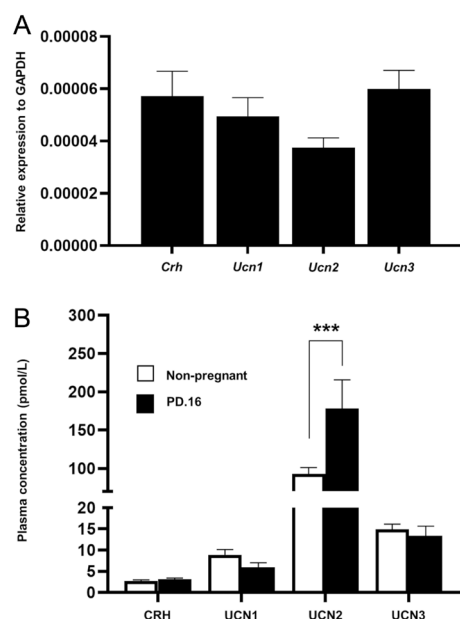 A
Relative expression to GAPDH
0.00008
0.00006
0.00004
0.00002
0.00000
Crh Ucn1 Ucn2 Ucn3
B
Plasma concentration (pmol/L)
300
250
200
150
100
20
15
10
5
0
***
Non-pregnant
PD.16
CRH UCN1 UCN2 UCN3